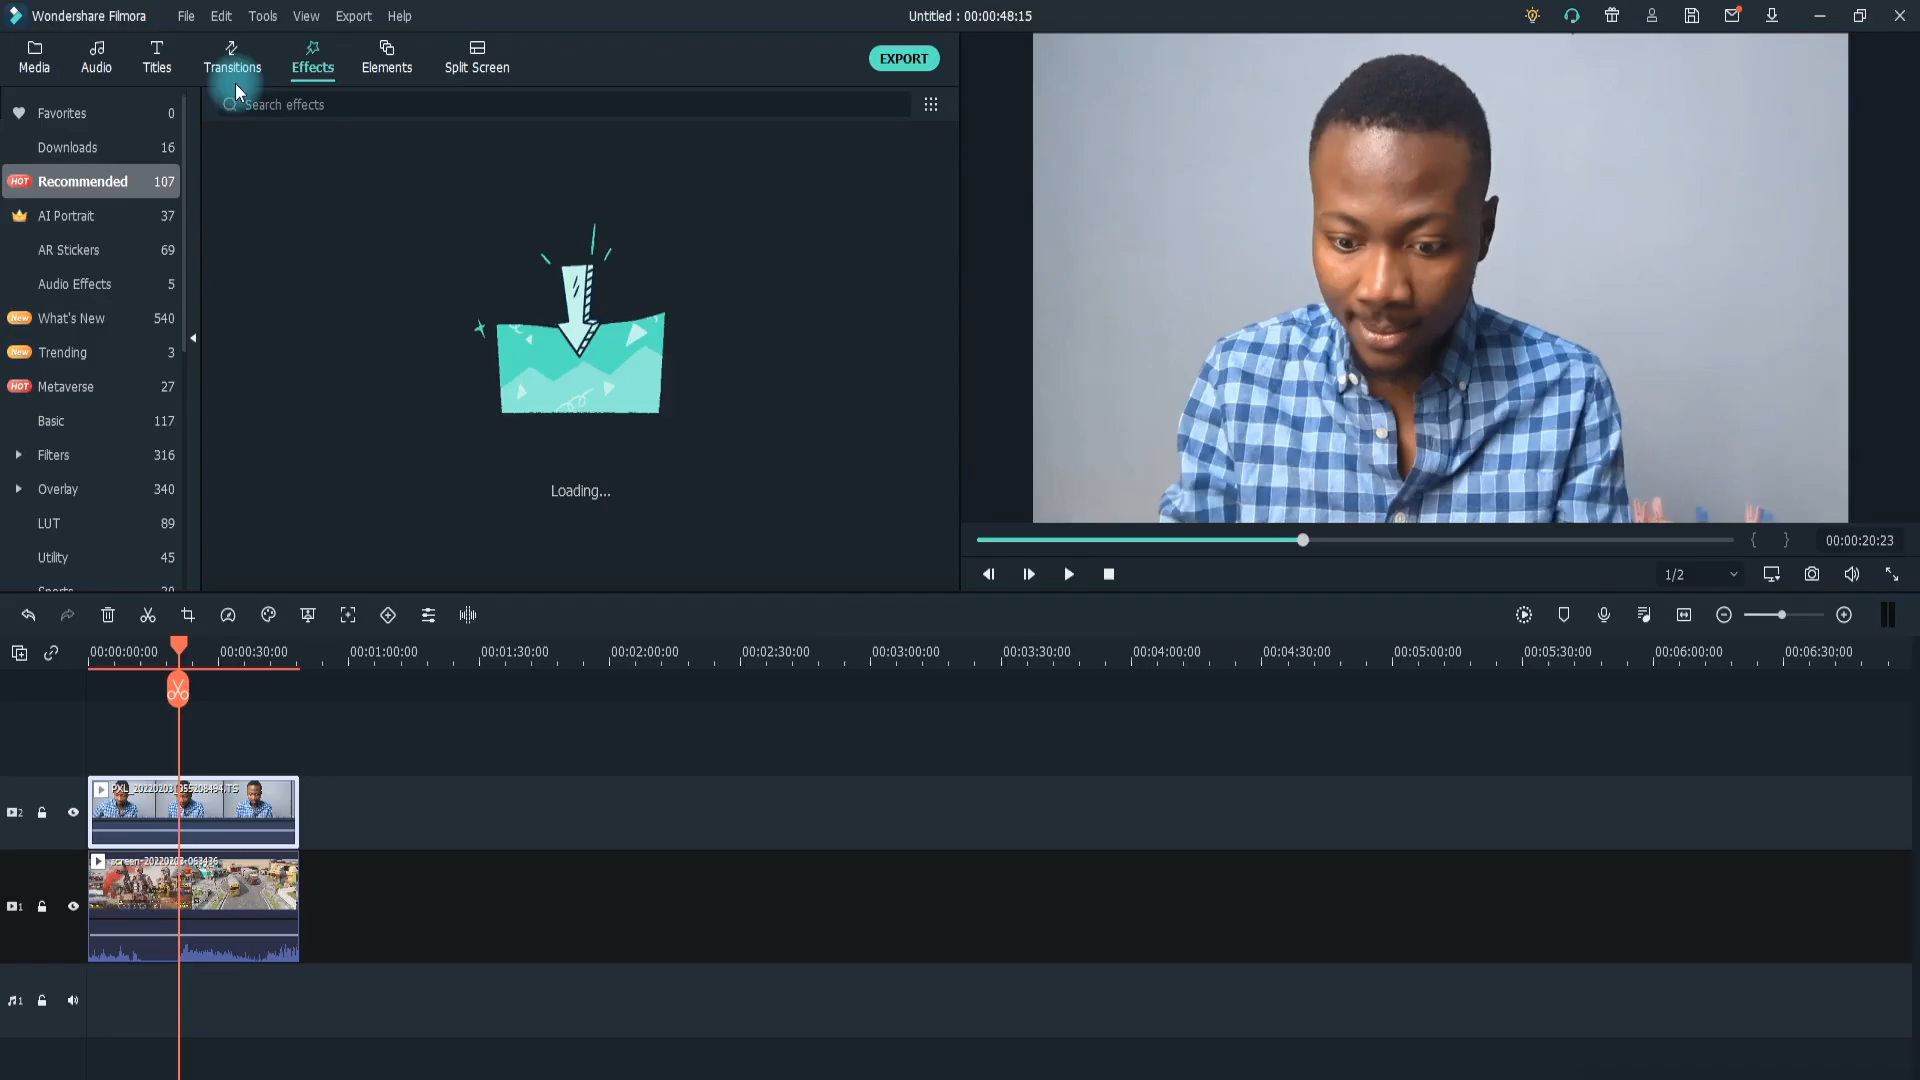 Wondershare Filmora File Edit Tools View Export Help Untitled : 00:00:48:15
Media Audio Titles Transitions Effects Elements Split Screen EXPORT
Search effects
Favorites 0
Downloads 16
HOT Recommended 107
AI Portrait 37
AR Stickers 69
Audio Effects 5
New What's New 540
New Trending 3
HOT Metaverse 27
Basic 117
Filters 316
Overlay 340
LUT 89
Utility 45
Loading...
{ } 00:00:20:23
1/2
00:00:00:00 00:00:30:00 00:01:00:00 00:01:30:00 00:02:00:00 00:02:30:00 00:03:00:00 00:03:30:00 00:04:00:00 00:04:30:00 00:05:00:00 00:05:30:00 00:06:00:00 00:06:30:00
2
1
1